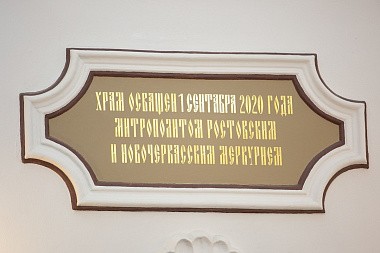 ХРАМ ОСВЯЩЕН 1 СЕНТЯБРЯ 2020 ГОДА
МИТРОПОЛИТОМ РОСТОВСКИМ
И НОВОЧЕРКАССКИМ МЕРКУРИЕМ